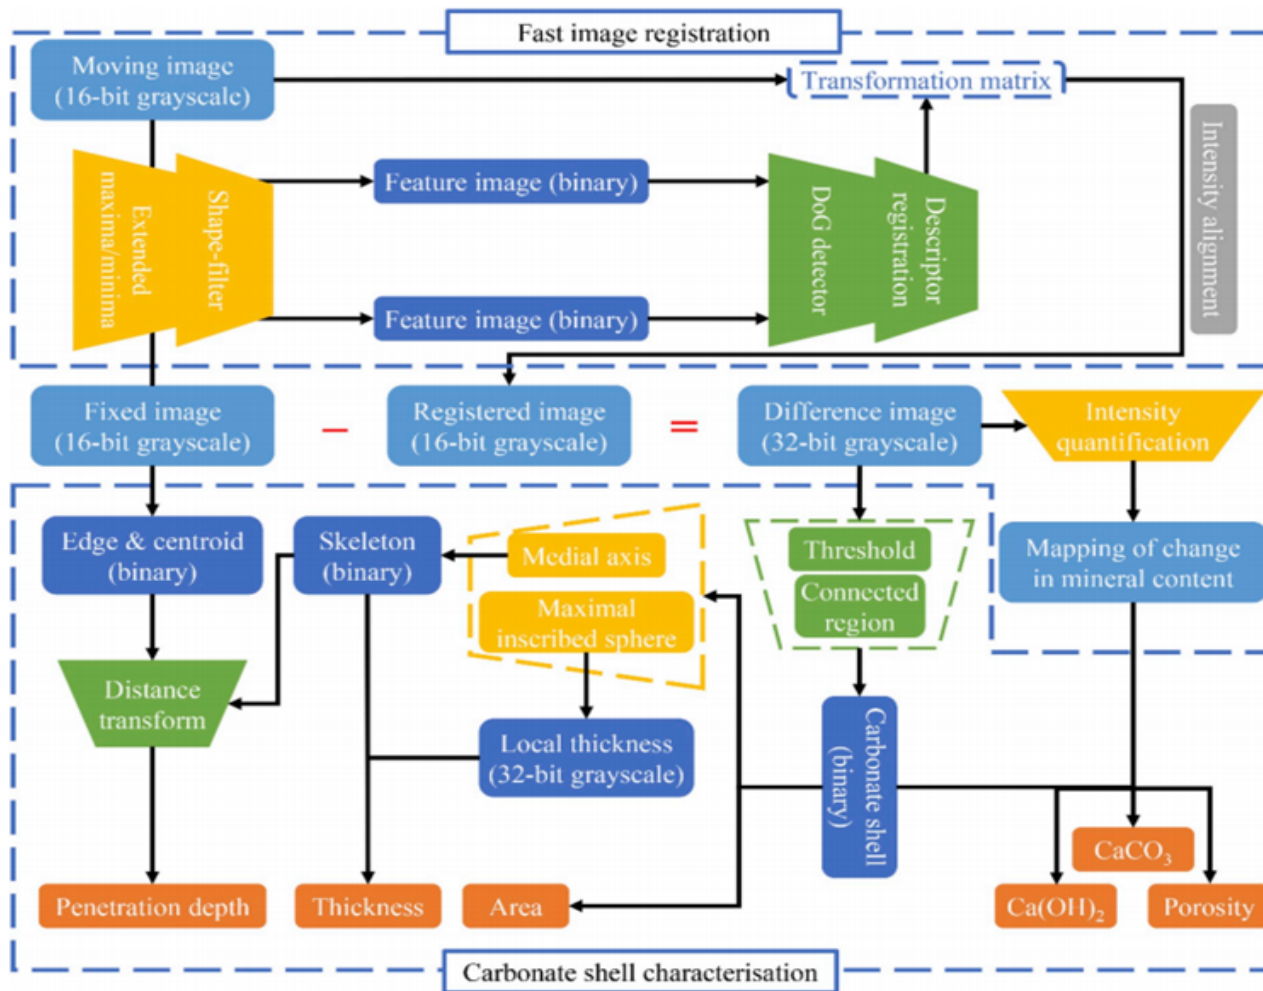 Fast image registration
Moving image
(16-bit grayscale)
Transformation matrix
Intensity alignment
Extended
maxima/minima
Shape-filter
Feature image (binary)
DoG detector
Descriptor
registration
Feature image (binary)
Fixed image
(16-bit grayscale)
–
Registered image
(16-bit grayscale)
=
Difference image
(32-bit grayscale)
Intensity
quantification
Edge & centroid
(binary)
Skeleton
(binary)
Medial axis
Maximal
inscribed sphere
Threshold
Connected
region
Mapping of change
in mineral content
Distance
transform
Local thickness
(32-bit grayscale)
Carbonate shell
(binary)
CaCO₃
Penetration depth
Thickness
Area
Ca(OH)₂
Porosity
Carbonate shell characterisation